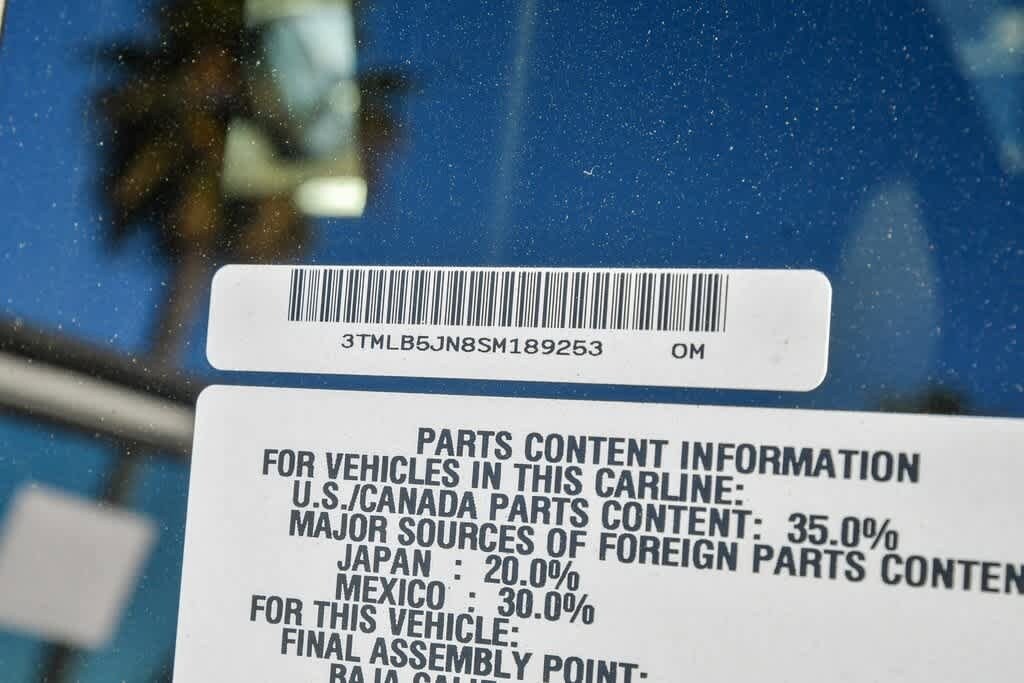 3TMLB5JN8SM189253 OM
PARTS CONTENT INFORMATION
FOR VEHICLES IN THIS CARLINE:
U.S./CANADA PARTS CONTENT: 35.0%
MAJOR SOURCES OF FOREIGN PARTS CONTEN
JAPAN : 20.0%
MEXICO : 30.0%
FOR THIS VEHICLE:
FINAL ASSEMBLY POINT:
BAJA